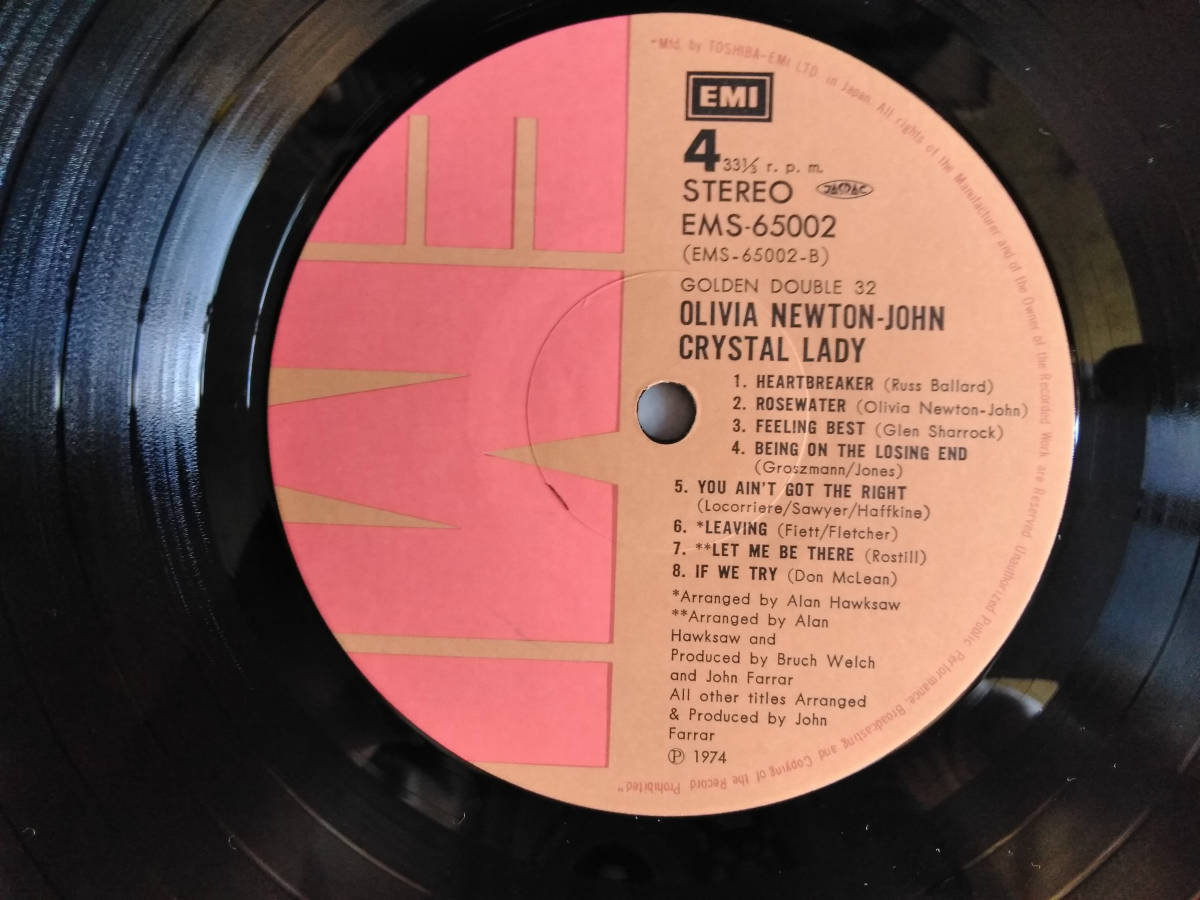 "Mfd. by TOSHIBA-EMI LTD. in Japan. All rights of the Manufacturer and of the Owner of the Recorded Work are Reserved Unauthorized Public Performance, Broadcasting and Copying of the Record Prohibited"
EMI
4 33⅓ r. p. m.
STEREO JASRAC
EMS-65002
(EMS-65002-B)
GOLDEN DOUBLE 32
OLIVIA NEWTON-JOHN
CRYSTAL LADY
1. HEARTBREAKER (Russ Ballard)
2. ROSEWATER (Olivia Newton-John)
3. FEELING BEST (Glen Sharrock)
4. BEING ON THE LOSING END
(Groszmann/Jones)
5. YOU AIN'T GOT THE RIGHT
(Locorriere/Sawyer/Haffkine)
6. *LEAVING (Fiett/Fletcher)
7. **LET ME BE THERE (Rostill)
8. IF WE TRY (Don McLean)
*Arranged by Alan Hawksaw
**Arranged by Alan
Hawksaw and
Produced by Bruch Welch
and John Farrar
All other titles Arranged
& Produced by John
Farrar
℗ 1974
EMI